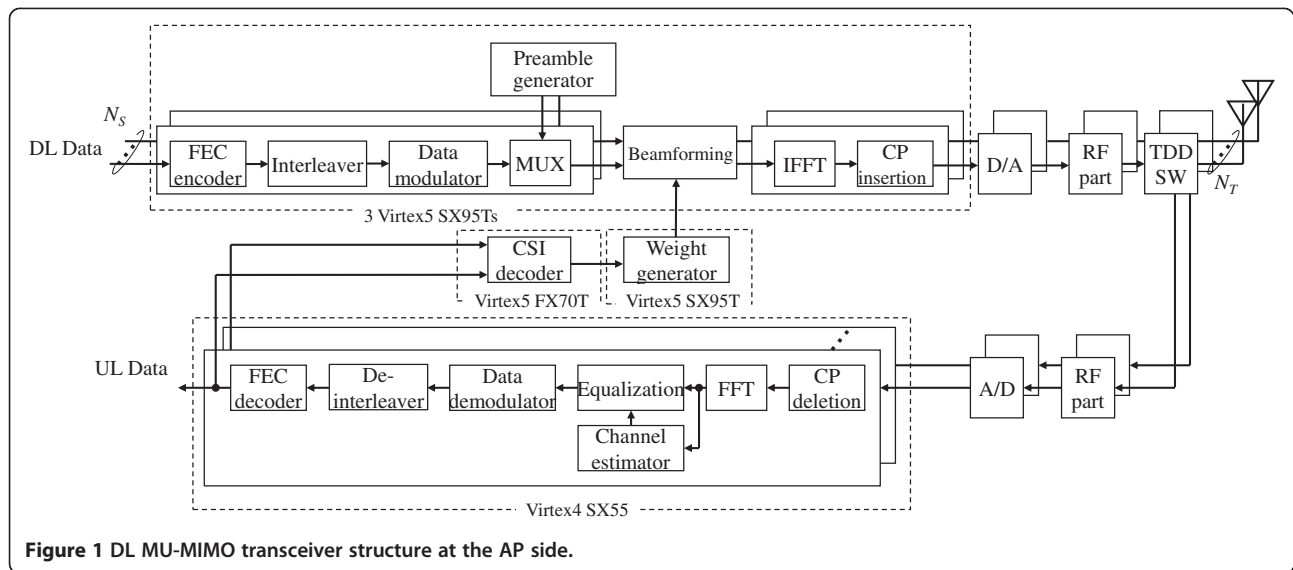 Preamble
generator
N_S
DL Data
FEC
encoder
Interleaver
Data
modulator
MUX
Beamforming
IFFT
CP
insertion
D/A
RF
part
TDD
SW
N_T
3 Virtex5 SX95Ts
CSI
decoder
Weight
generator
Virtex5 FX70T
Virtex5 SX95T
UL Data
FEC
decoder
De-
interleaver
Data
demodulator
Equalization
FFT
CP
deletion
A/D
RF
part
Channel
estimator
Virtex4 SX55
Figure 1 DL MU-MIMO transceiver structure at the AP side.